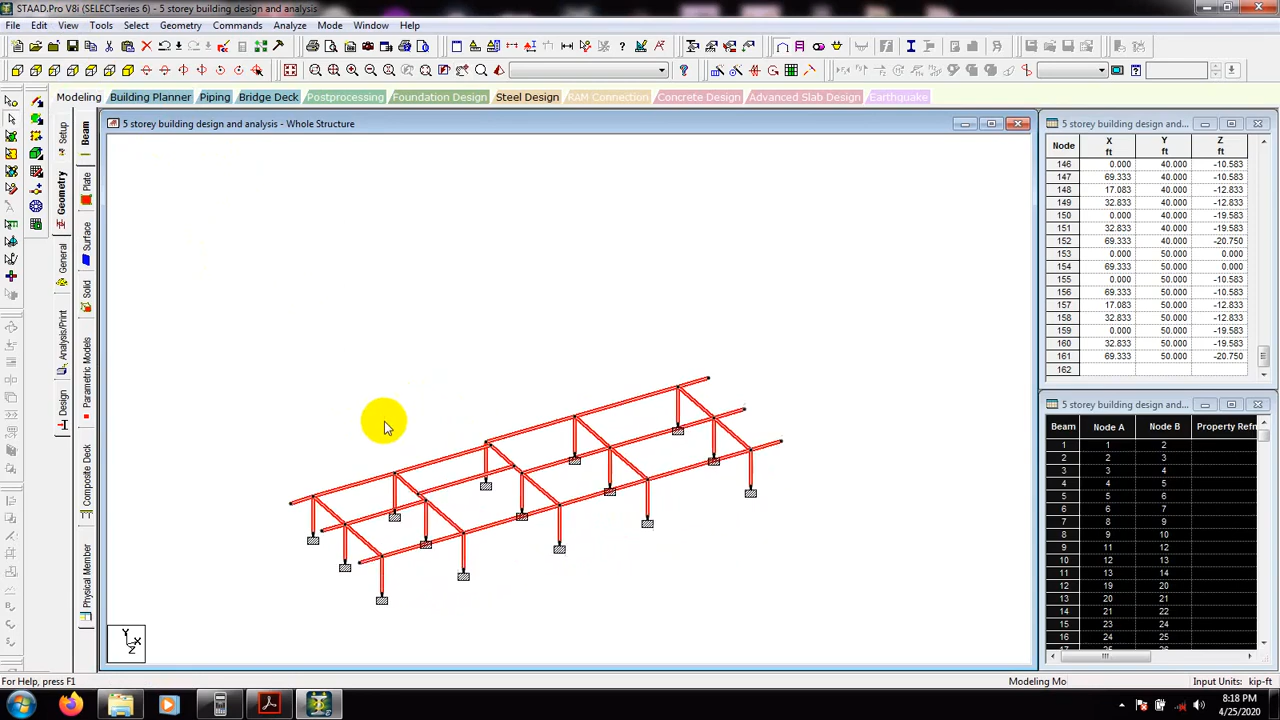 STAAD.Pro V8i (SELECTseries 6) - 5 storey building design and analysis
File Edit View Tools Select Geometry Commands Analyze Mode Window Help
Modeling Building Planner Piping Bridge Deck Postprocessing Foundation Design Steel Design RAM Connection Concrete Design Advanced Slab Design Earthquake
Setup
Geometry
General
Analysis/Print
Design
Beam
Plate
Surface
Solid
Parametric Models
Composite Deck
Physical Member
5 storey building design and analysis - Whole Structure
Y
X
Z
5 storey building design and...
Node X ft Y ft Z ft
146 0.000 40.000 -10.583
147 69.333 40.000 -10.583
148 17.083 40.000 -12.833
149 32.833 40.000 -12.833
150 0.000 40.000 -19.583
151 32.833 40.000 -19.583
152 69.333 40.000 -20.750
153 0.000 50.000 0.000
154 69.333 50.000 0.000
155 0.000 50.000 -10.583
156 69.333 50.000 -10.583
157 17.083 50.000 -12.833
158 32.833 50.000 -12.833
159 0.000 50.000 -19.583
160 32.833 50.000 -19.583
161 69.333 50.000 -20.750
162
5 storey building design and...
Beam Node A Node B Property Refn
1 1 2
2 2 3
3 3 4
4 4 5
5 5 6
6 6 7
7 8 9
8 9 10
9 11 12
10 12 13
11 13 14
12 19 20
13 20 21
14 21 22
15 23 24
16 24 25
For Help, press F1
Modeling Mo
Input Units: kip-ft
8:18 PM
4/25/2020